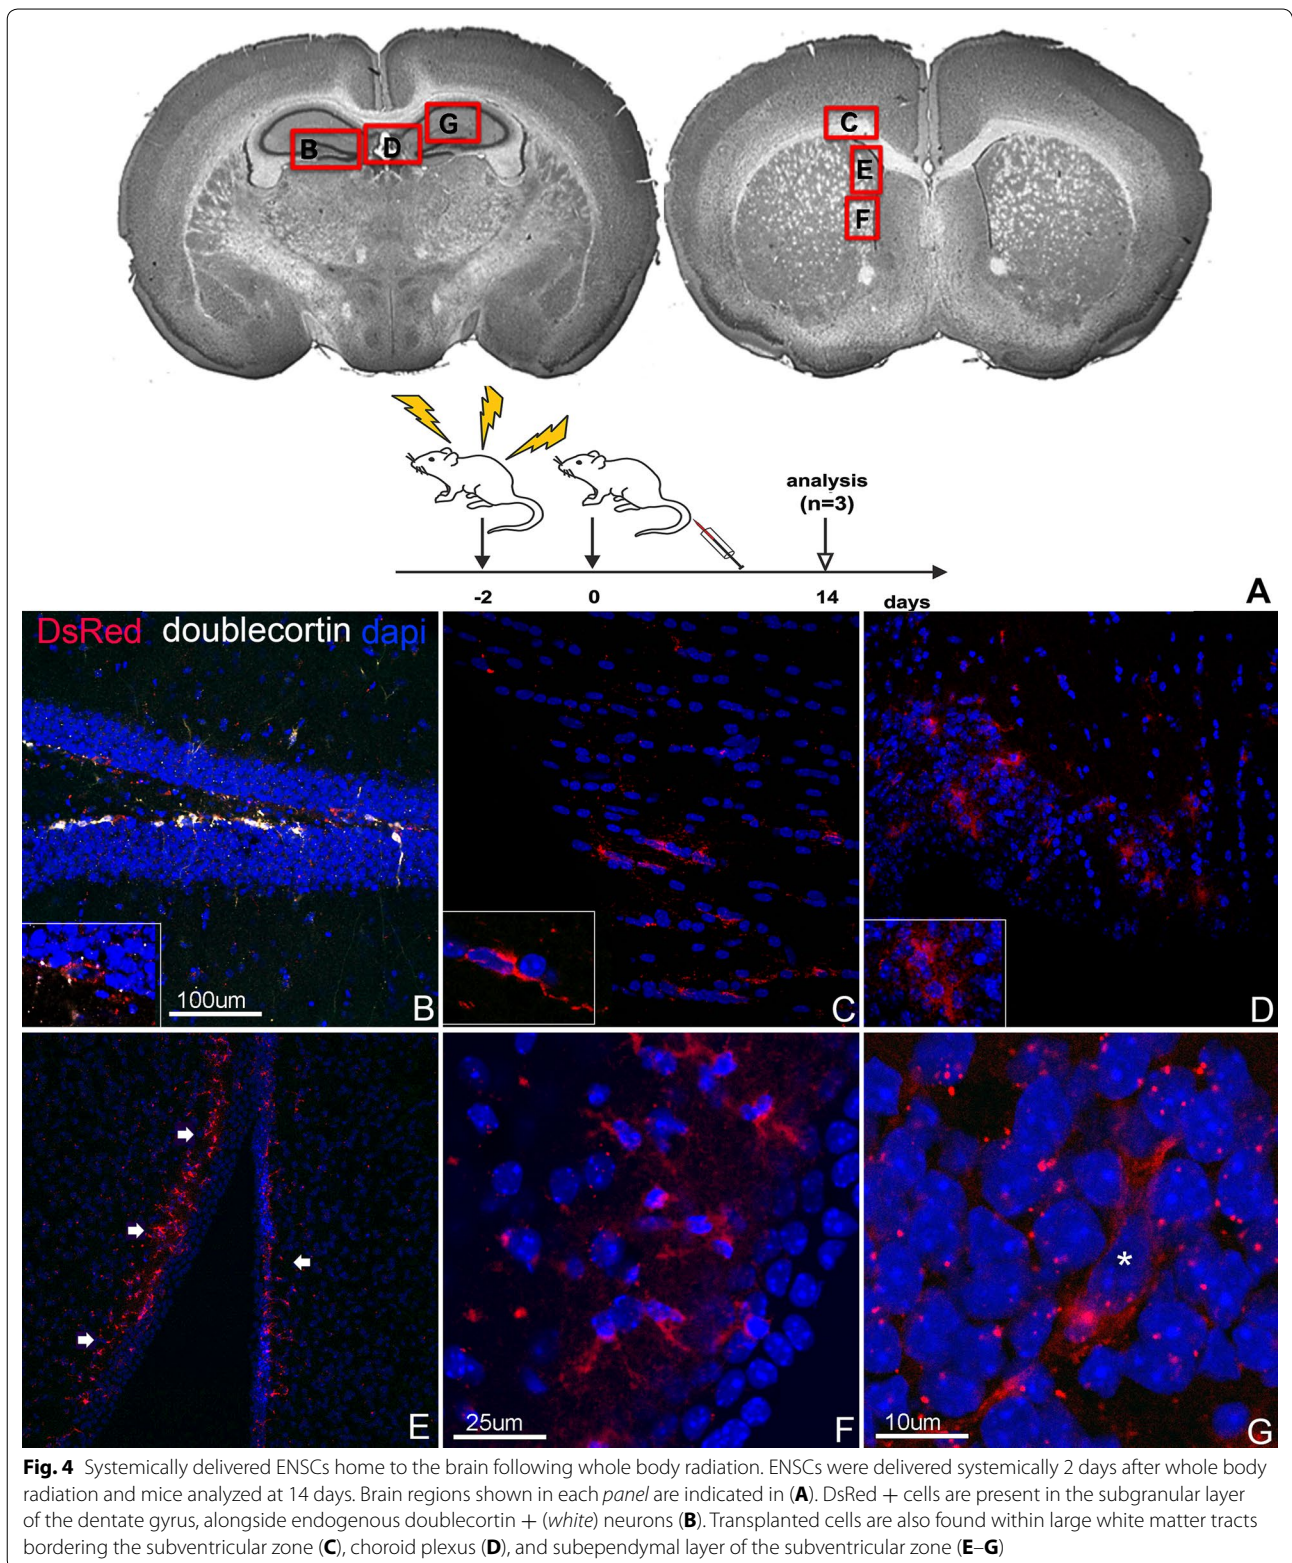 B
D
G
C
E
F
analysis
(n=3)
-2
0
14
days
A
DsRed doublecortin dapi
100um
B
C
D
E
25um
F
10um
*
G
Fig. 4 Systemically delivered ENSCs home to the brain following whole body radiation. ENSCs were delivered systemically 2 days after whole body
radiation and mice analyzed at 14 days. Brain regions shown in each panel are indicated in (A). DsRed + cells are present in the subgranular layer
of the dentate gyrus, alongside endogenous doublecortin + (white) neurons (B). Transplanted cells are also found within large white matter tracts
bordering the subventricular zone (C), choroid plexus (D), and subependymal layer of the subventricular zone (E–G)